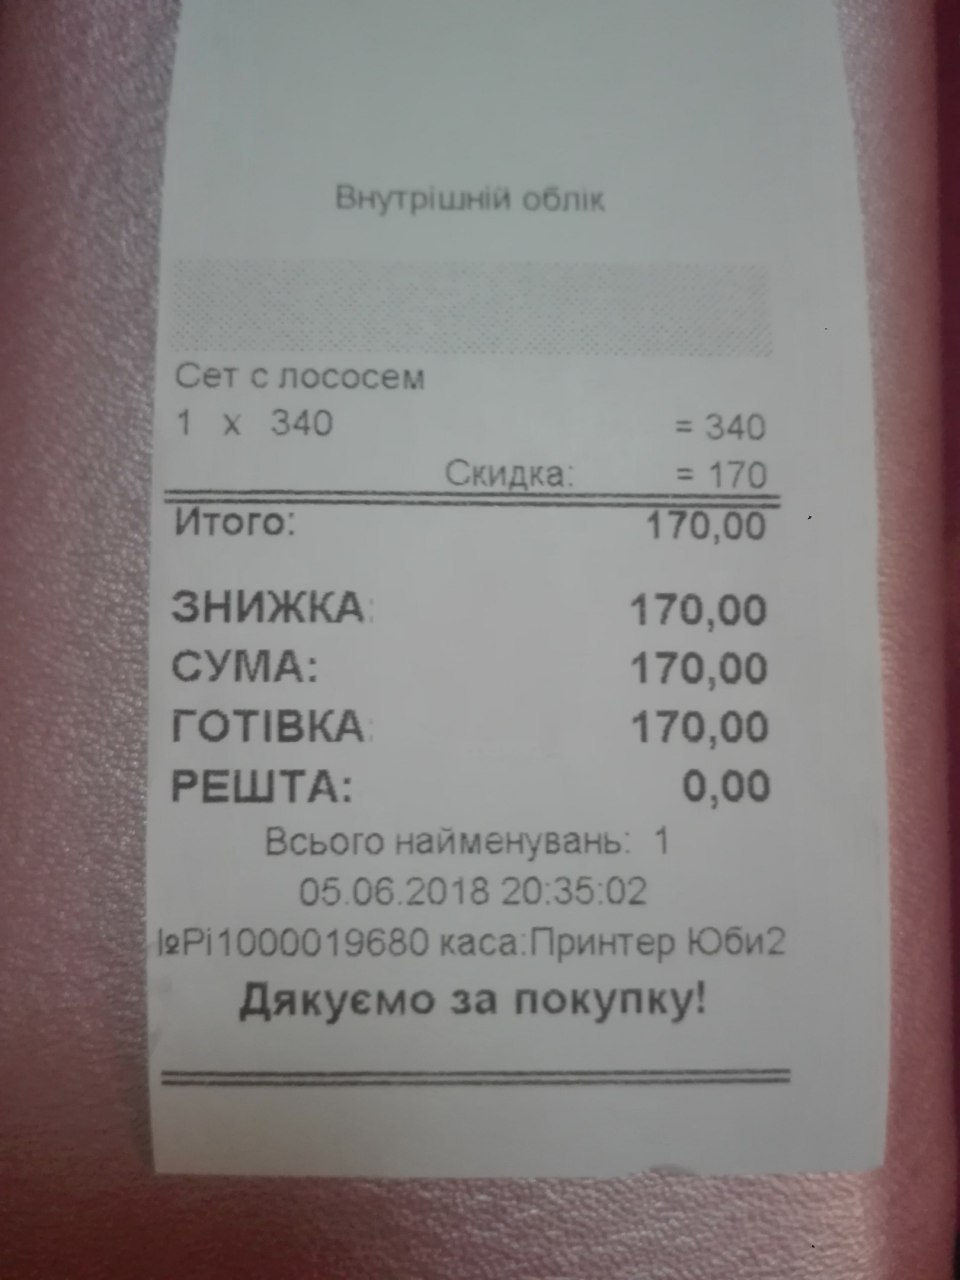 Внутрішній облік
Сет с лососем
1 x 340 = 340
Скидка: = 170
Итого: 170,00
ЗНИЖКА: 170,00
СУМА: 170,00
ГОТІВКА: 170,00
РЕШТА: 0,00
Всього найменувань: 1
05.06.2018 20:35:02
№Рі1000019680 каса:Принтер Юби2
Дякуємо за покупку!